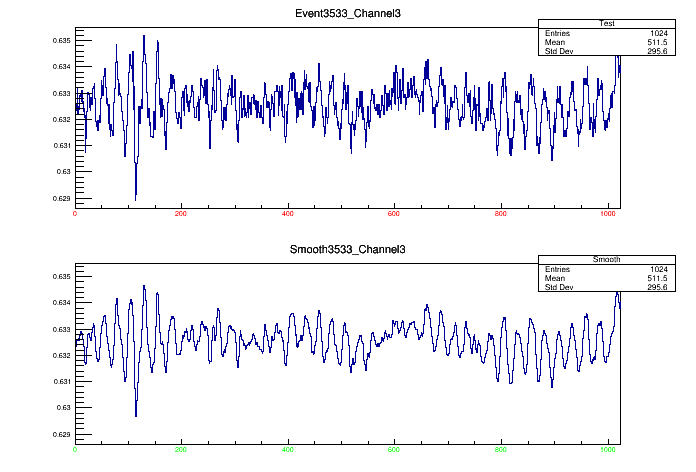 Event3533_Channel3
Test
Entries 1024
Mean 511.5
Std Dev 295.6
0.635
0.634
0.633
0.632
0.631
0.63
0.629
0 200 400 600 800 1000
Smooth3533_Channel3
Smooth
Entries 1024
Mean 511.5
Std Dev 295.6
0.635
0.634
0.633
0.632
0.631
0.63
0.629
0 200 400 600 800 1000